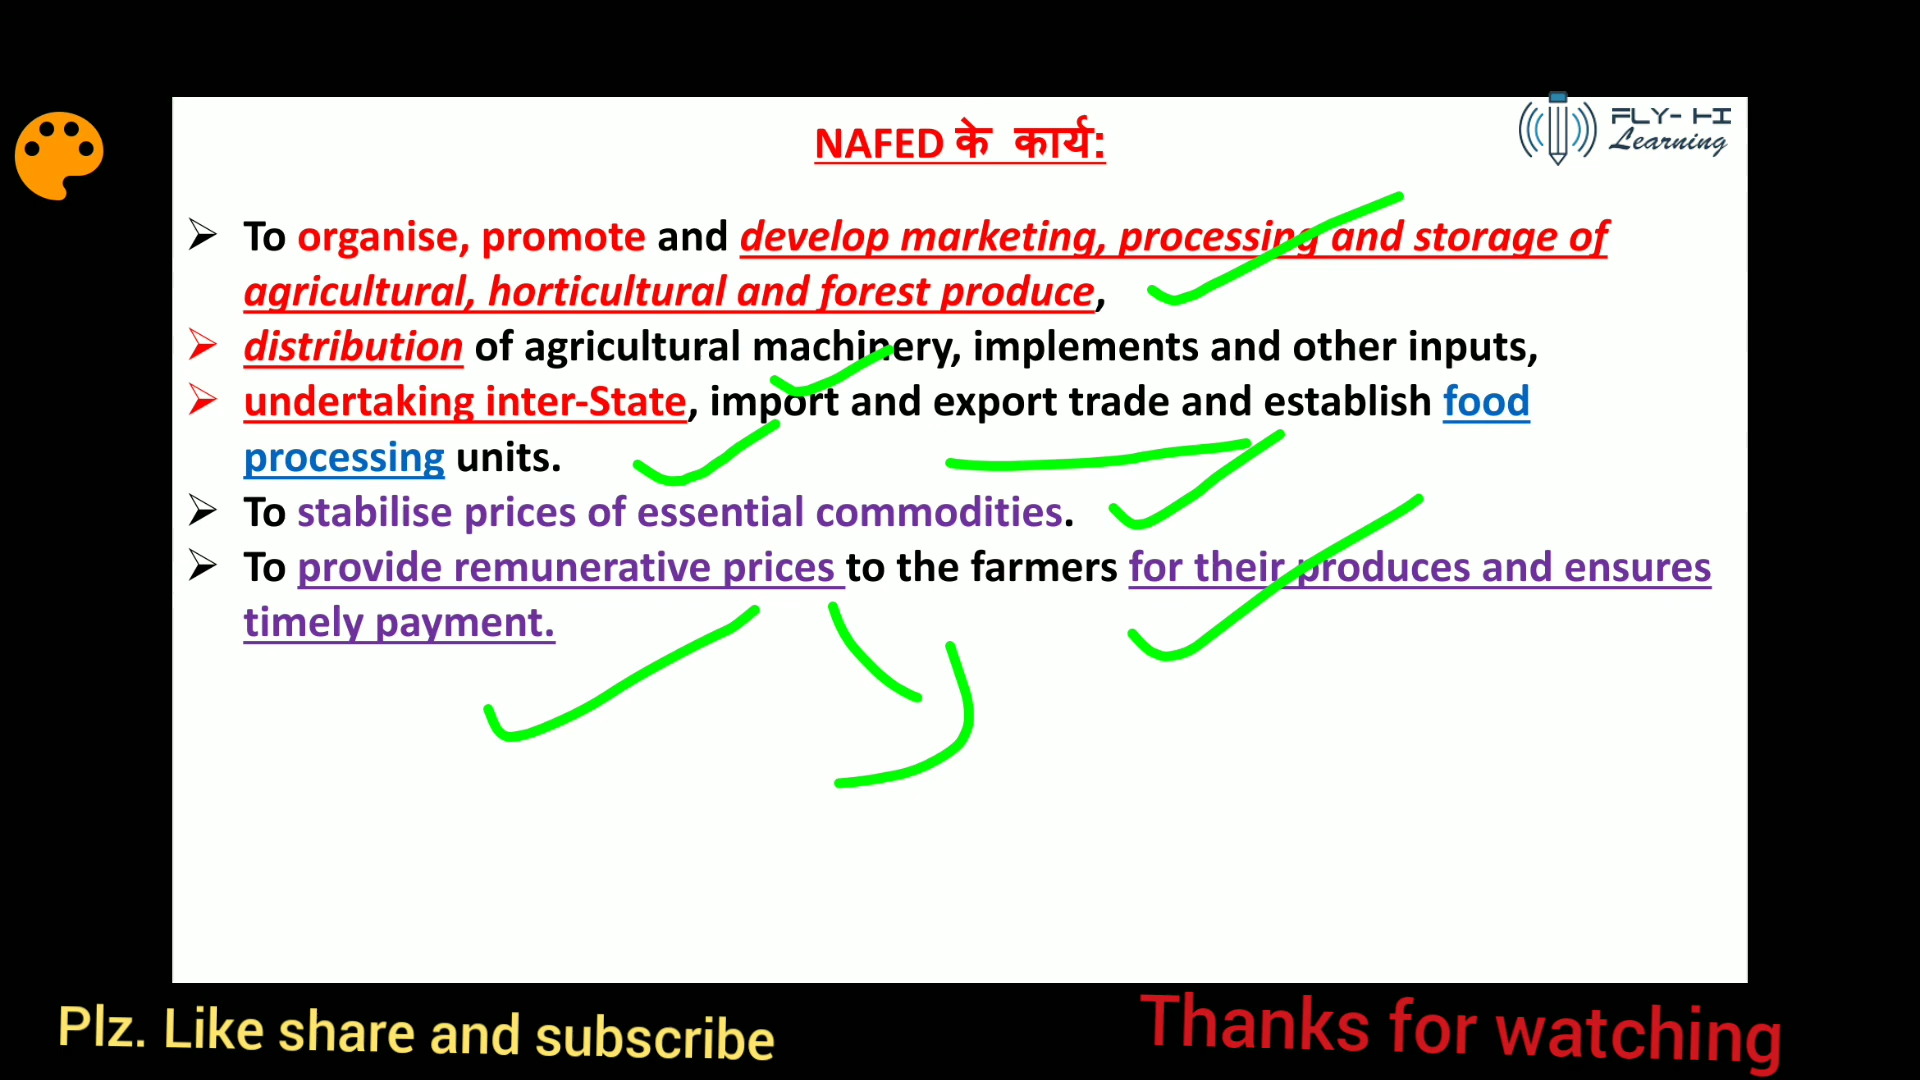 NAFED के कार्य:
FLY-HI
Learning
➢ To organise, promote and develop marketing, processing and storage of
agricultural, horticultural and forest produce,
➢ distribution of agricultural machinery, implements and other inputs,
➢ undertaking inter-State, import and export trade and establish food
processing units.
➢ To stabilise prices of essential commodities.
➢ To provide remunerative prices to the farmers for their produces and ensures
timely payment.
Plz. Like share and subscribe
Thanks for watching